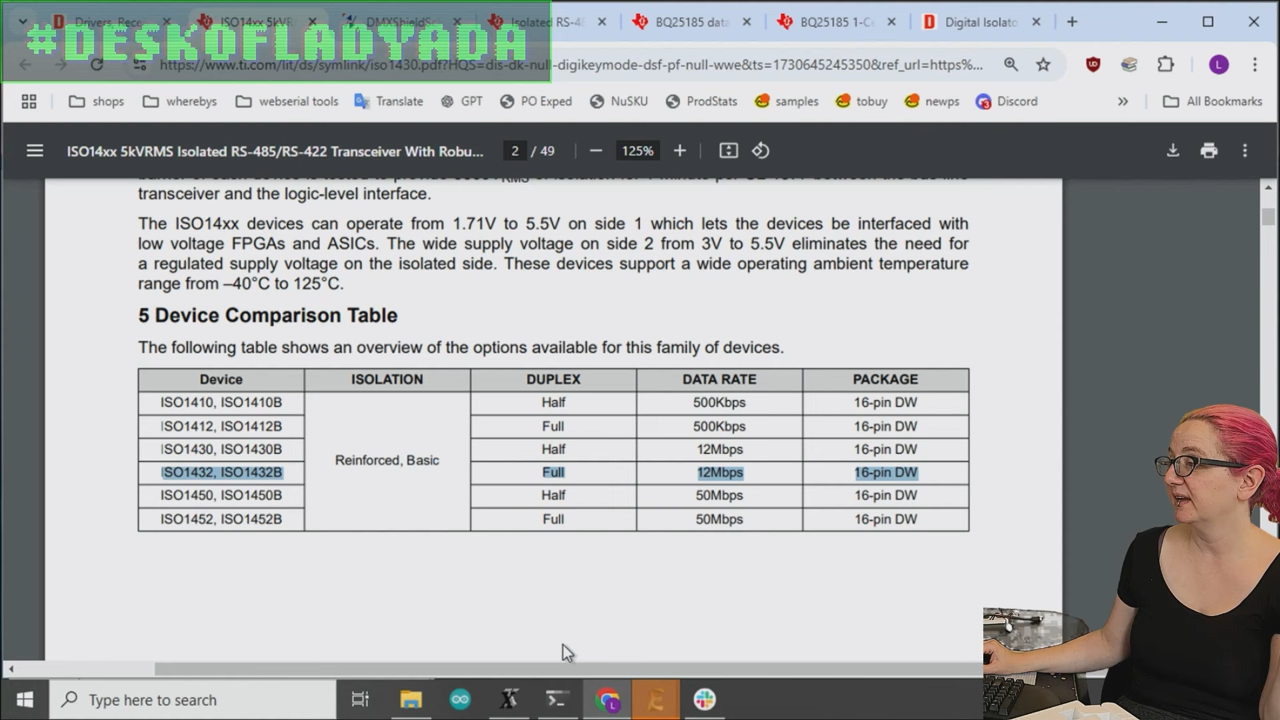 #DESKOFLADYADA
Drivers, Rece
ISO14xx 5kVR
DMXShieldSc
Isolated RS-4
BQ25185 data
BQ25185 1-C
Digital Isolato
https://www.ti.com/lit/ds/symlink/iso1430.pdf?HQS=dis-dk-null-digikeymode-dsf-pf-null-wwe&ts=1730645245350&ref_url=https%...
shops
wherebys
webserial tools
Translate
GPT
PO Exped
NuSKU
ProdStats
samples
tobuy
newps
Discord
All Bookmarks
ISO14xx 5kVRMS Isolated RS-485/RS-422 Transceiver With Robu...
2 / 49
125%
transceiver and the logic-level interface.
The ISO14xx devices can operate from 1.71V to 5.5V on side 1 which lets the devices be interfaced with
low voltage FPGAs and ASICs. The wide supply voltage on side 2 from 3V to 5.5V eliminates the need for
a regulated supply voltage on the isolated side. These devices support a wide operating ambient temperature
range from –40°C to 125°C.
5 Device Comparison Table
The following table shows an overview of the options available for this family of devices.
Device ISOLATION DUPLEX DATA RATE PACKAGE
ISO1410, ISO1410B Half 500Kbps 16-pin DW
ISO1412, ISO1412B Full 500Kbps 16-pin DW
ISO1430, ISO1430B Half 12Mbps 16-pin DW
Reinforced, Basic
ISO1432, ISO1432B Full 12Mbps 16-pin DW
ISO1450, ISO1450B Half 50Mbps 16-pin DW
ISO1452, ISO1452B Full 50Mbps 16-pin DW
Type here to search